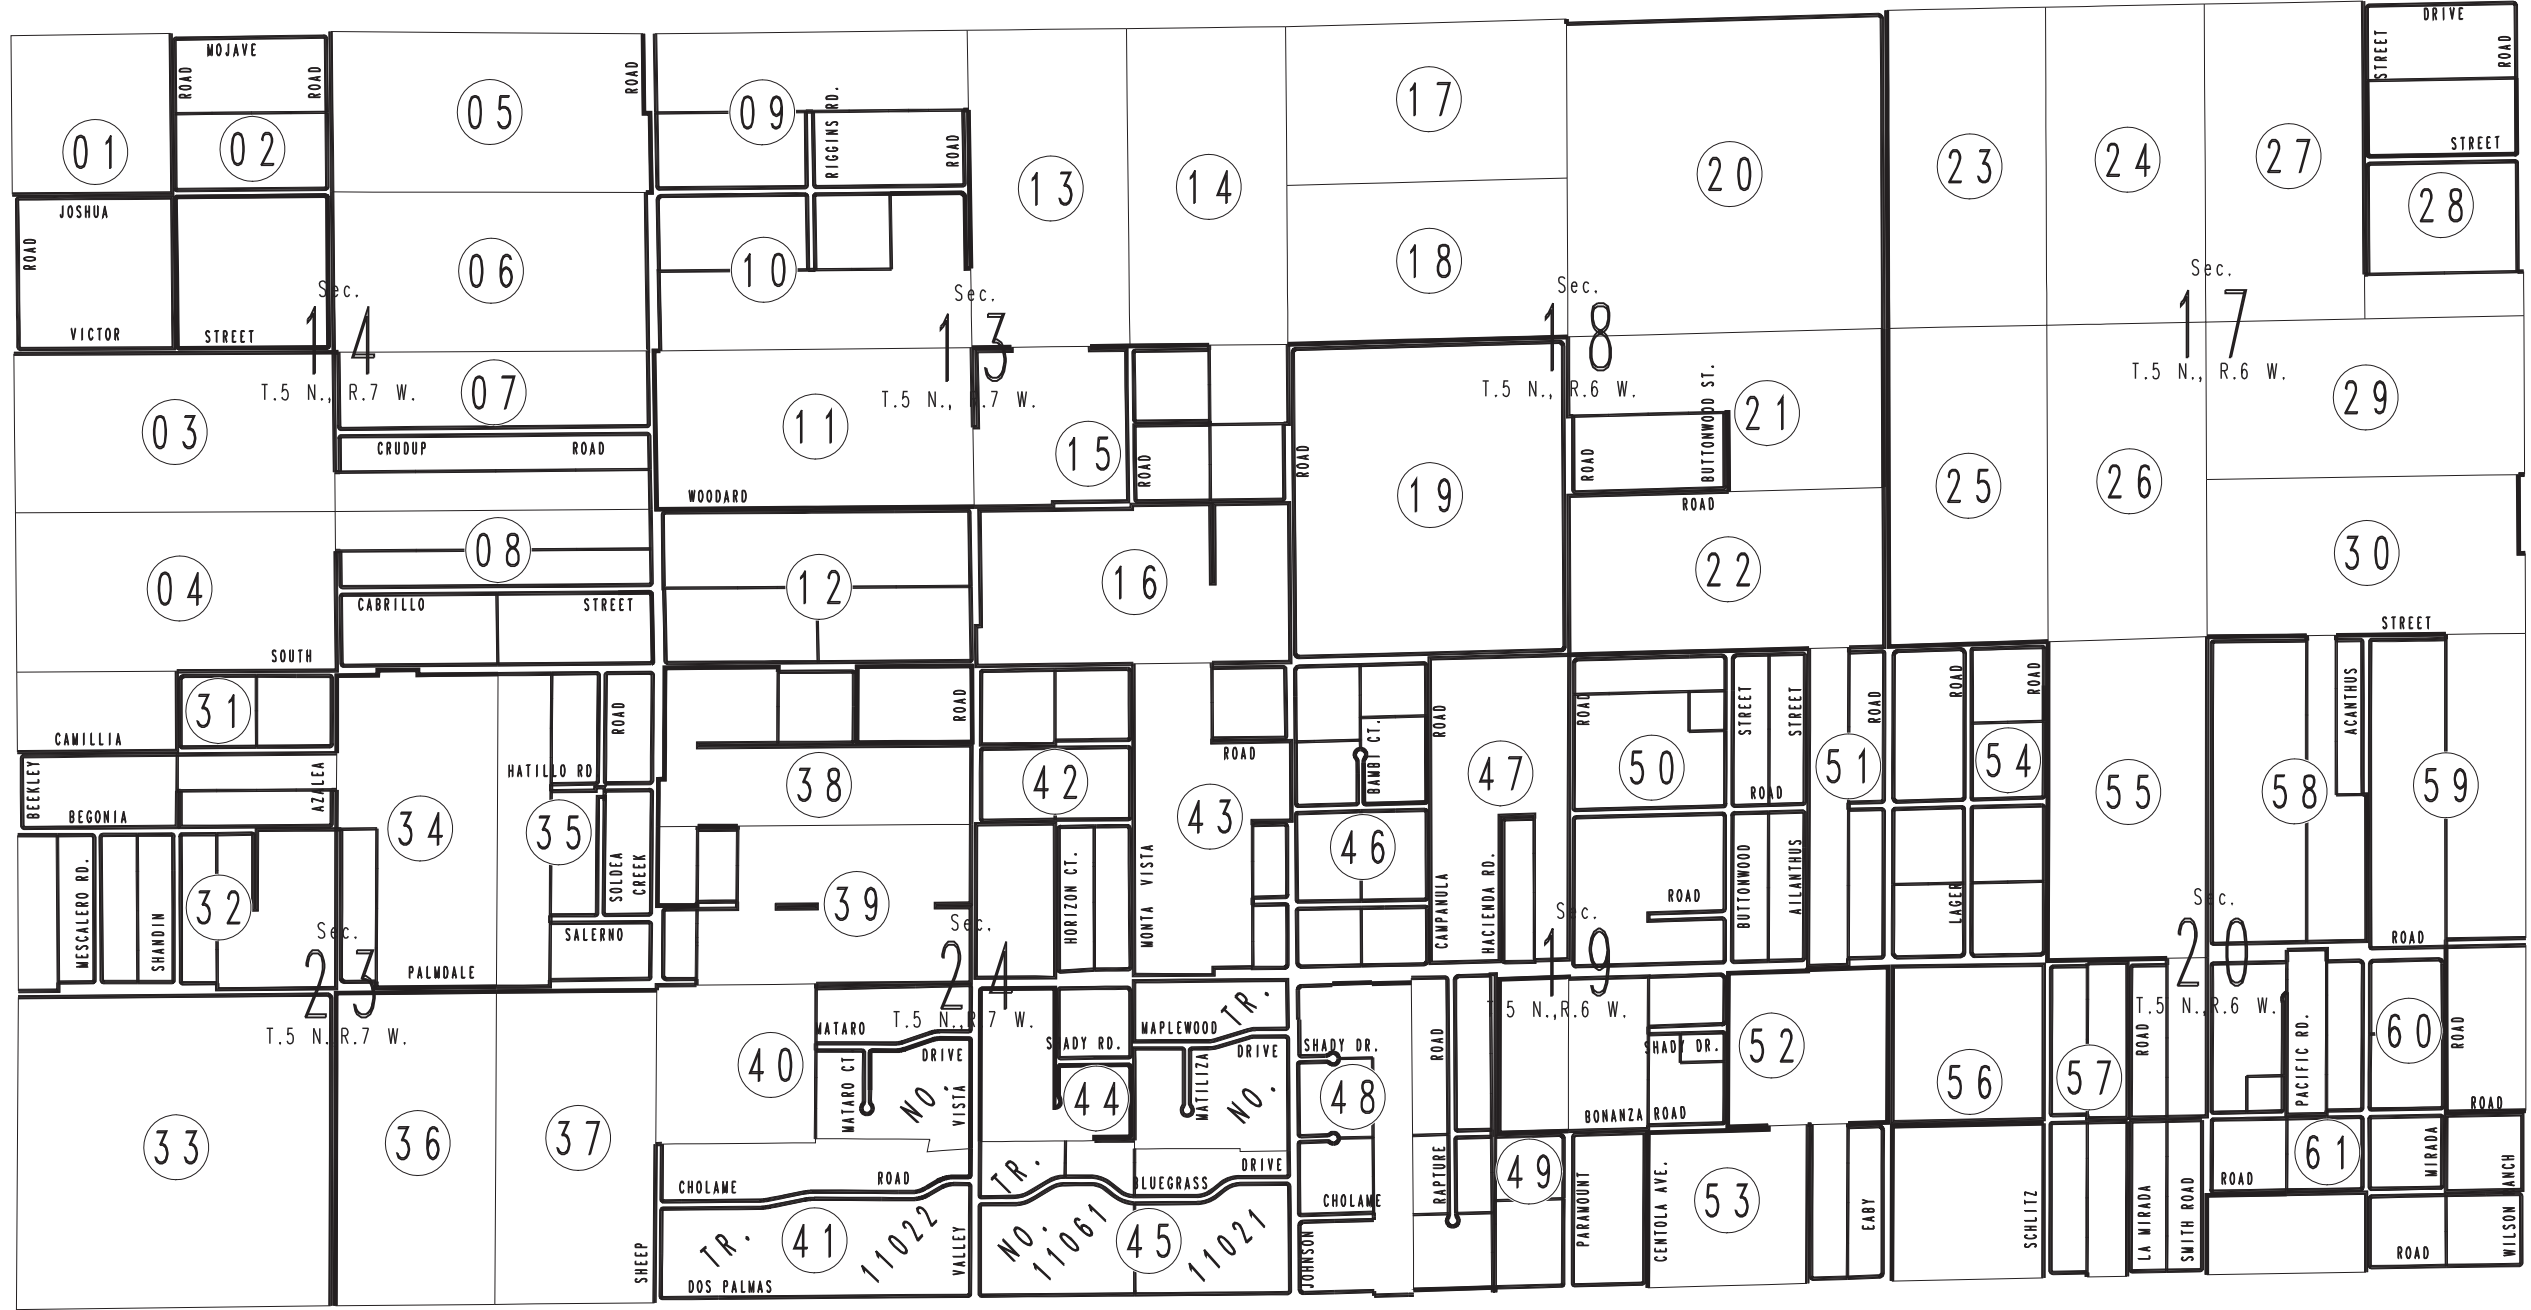 MOJAVE
ROAD
ROAD
01
02
05
ROAD
09
RIGGINS RD.
ROAD
13
14
17
20
23
24
27
STREET
DRIVE
ROAD
STREET
28
JOSHUA
ROAD
VICTOR
STREET
06
10
18
Sec.
14
T.5 N., R.7 W.
Sec.
13
T.5 N., R.7 W.
Sec.
18
T.5 N., R.6 W.
Sec.
17
T.5 N., R.6 W.
03
07
CRUDUP ROAD
11
WOODARD
15
ROAD
ROAD
19
ROAD
BUTTONWOOD ST.
21
ROAD
25
26
29
04
08
CABRILLO STREET
12
16
22
30
STREET
SOUTH
31
CAMILLIA
BEEKLEY
AZALEA
BEGONIA
MESCALERO RD.
SHANDIN
32
34
HATILLO RD
ROAD
35
SOLDEA
CREEK
SALERNO
PALMDALE
38
ROAD
39
42
HORIZON CT.
43
ROAD
MONTA VISTA
BAMBI CT.
46
ROAD
CAMPANULA
47
HACIENDA RD.
ROAD
50
ROAD
STREET
STREET
ROAD
BUTTONWOOD
AILANTHUS
51
ROAD
ROAD
LAGER
ROAD
54
55
58
ACANTHUS
59
ROAD
Sec.
23
T.5 N., R.7 W.
Sec.
24
T.5 N., R.7 W.
Sec.
19
5 N., R.6 W.
Sec.
20
T.5 N., R.6 W.
33
36
37
SHEEP
40
MATARO
DRIVE
MATARO CT
NO.
VISTA
CHOLAME ROAD
TR.
41
11022
VALLEY
DOS PALMAS
SHADY RD.
44
MAPLEWOOD
TR.
DRIVE
MATILIZA
NO.
TR.
BLUEGRASS
DRIVE
NO.
11061
45
11021
SHADY DR.
48
CHOLAME
JOHNSON
ROAD
RAPTURE
49
PARAMOUNT
SHADY DR.
BONANZA ROAD
52
CENTOLA AVE.
53
EABY
56
SCHLITZ
57
ROAD
LA MIRADA
SMITH ROAD
PACIFIC RD.
60
ROAD
ROAD
61
ROAD
MIRADA
ANCH
ROAD
WILSON